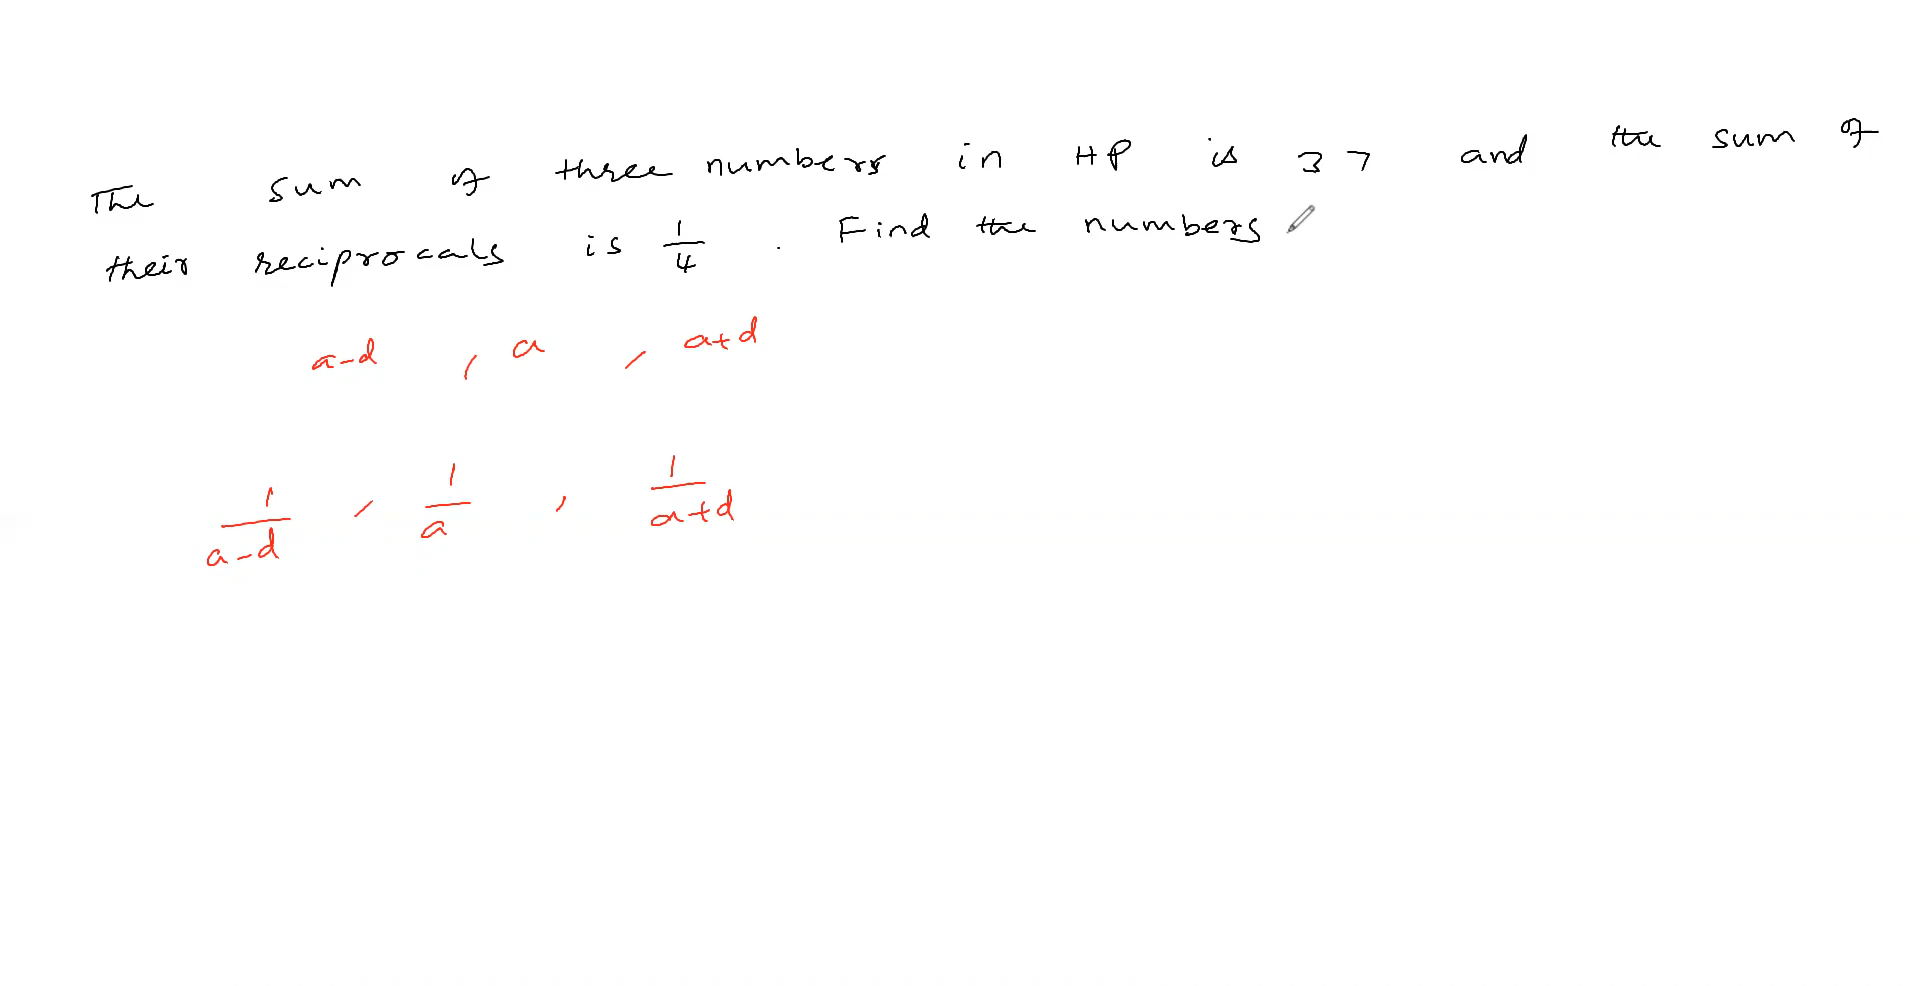 The sum of three numbers in HP is 37 and the sum of
their reciprocals is 1/4 . Find the numbers
a-d , a , a+d
1/(a-d) , 1/a , 1/(a+d)